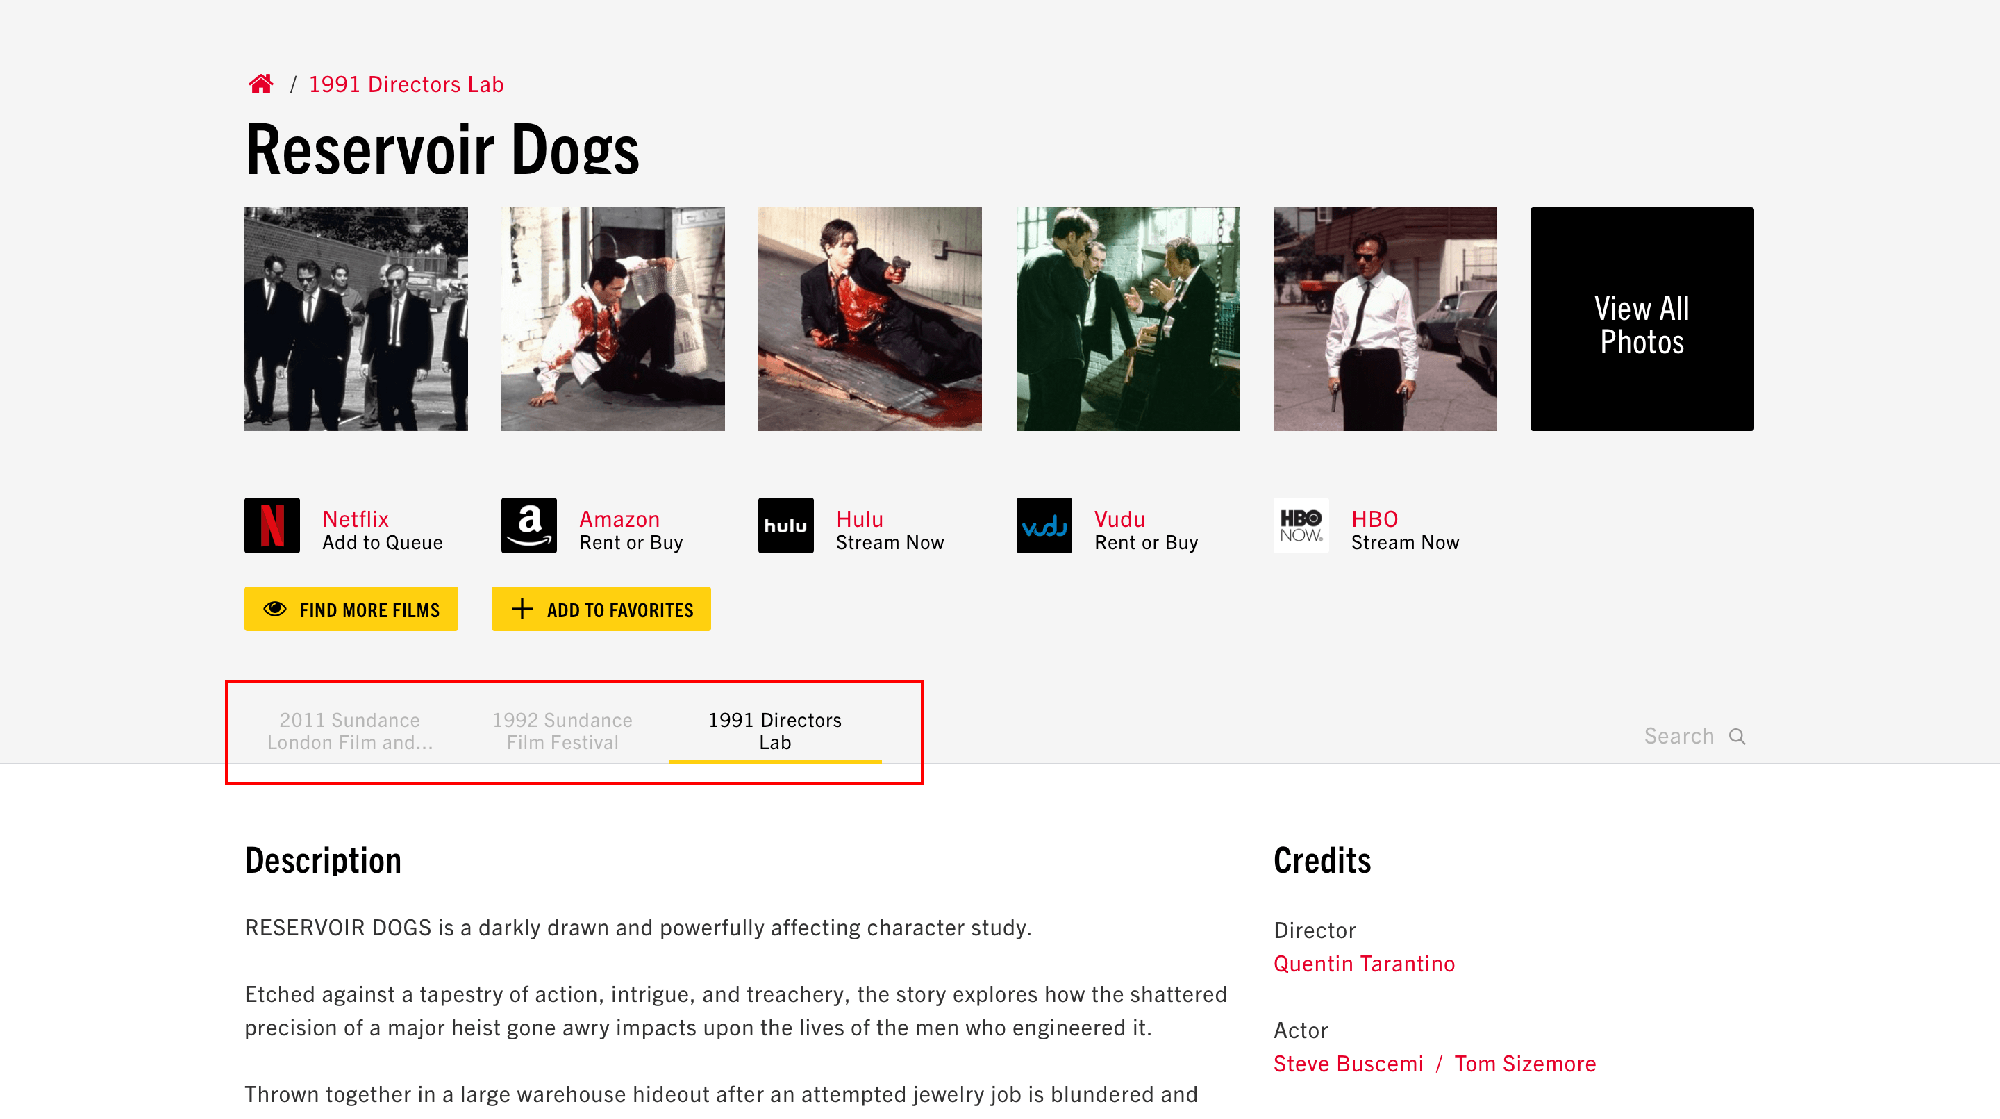 / 1991 Directors Lab
Reservoir Dogs
View All
Photos
N
Netflix
Add to Queue
a
Amazon
Rent or Buy
hulu
Hulu
Stream Now
vudu
Vudu
Rent or Buy
HBO
NOW
HBO
Stream Now
FIND MORE FILMS
ADD TO FAVORITES
2011 Sundance
London Film and...
1992 Sundance
Film Festival
1991 Directors
Lab
Search
Description
RESERVOIR DOGS is a darkly drawn and powerfully affecting character study.
Etched against a tapestry of action, intrigue, and treachery, the story explores how the shattered
precision of a major heist gone awry impacts upon the lives of the men who engineered it.
Thrown together in a large warehouse hideout after an attempted jewelry job is blundered and
Credits
Director
Quentin Tarantino
Actor
Steve Buscemi / Tom Sizemore